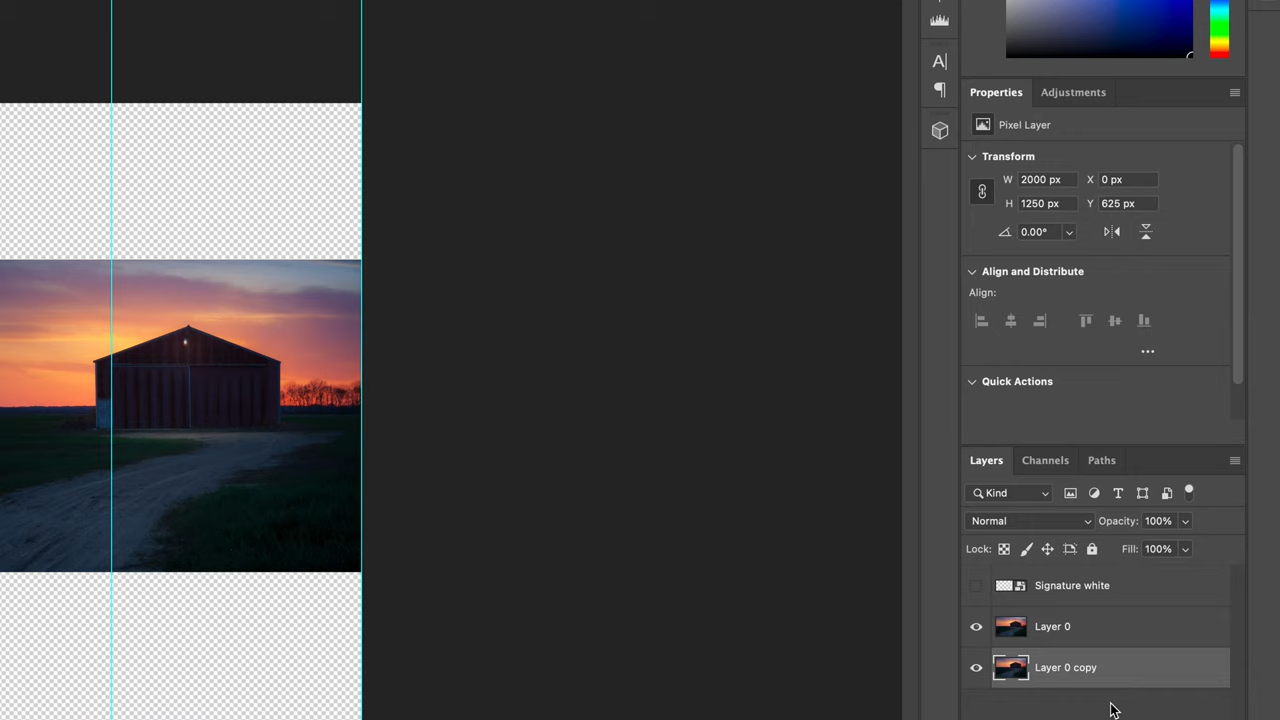 A|
Properties
Adjustments
Pixel Layer
Transform
W 2000 px X 0 px
H 1250 px Y 625 px
0.00°
Align and Distribute
Align:
Quick Actions
Layers
Channels
Paths
Kind
T
Normal
Opacity: 100%
Lock:
Fill: 100%
Signature white
Layer 0
Layer 0 copy